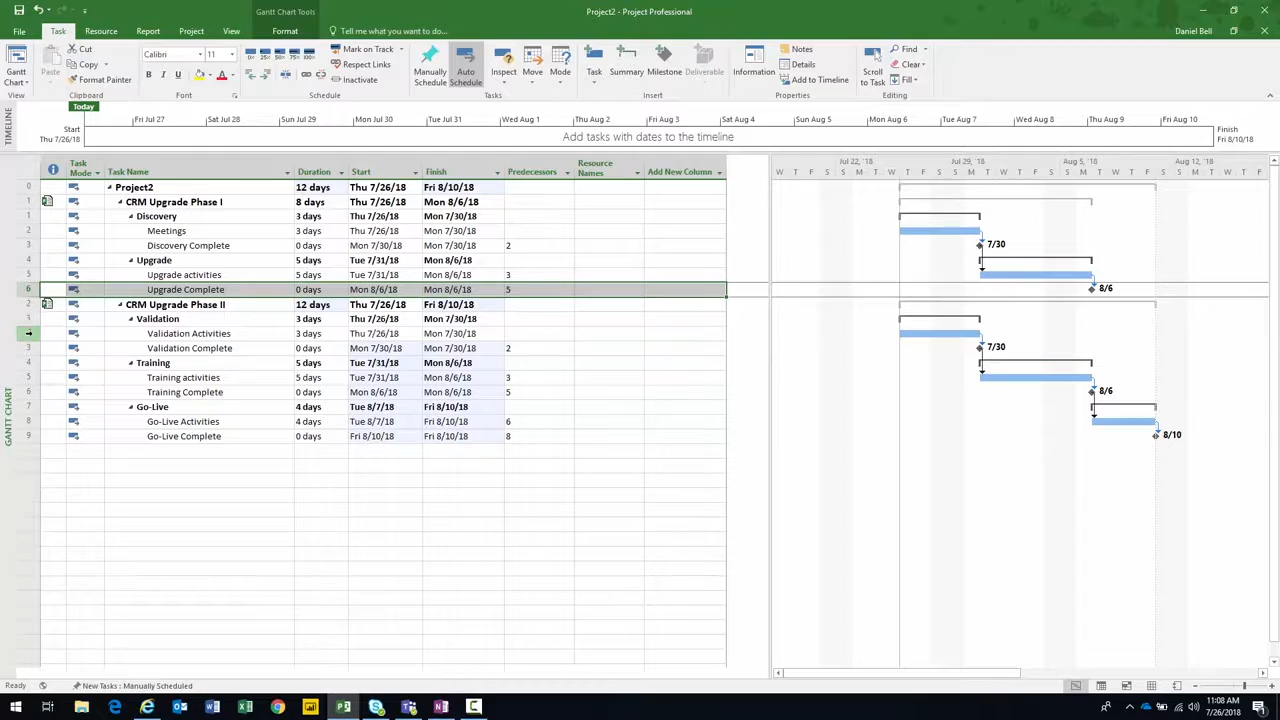 Gantt Chart Tools
Project2 - Project Professional
Daniel Bell
File Task Resource Report Project View Format Tell me what you want to do...
Gantt Chart
View
Paste
Cut
Copy
Format Painter
Clipboard
Calibri 11
B I U A
Font
0% 25% 50% 75% 100%
Mark on Track
Respect Links
Inactivate
Schedule
Manually Schedule
Auto Schedule
Inspect
Move
Mode
Tasks
Task
Summary
Milestone
Deliverable
Insert
Information
Notes
Details
Add to Timeline
Properties
Scroll to Task
Find
Clear
Fill
Editing
Today
TIMELINE
Start
Thu 7/26/18
Fri Jul 27 Sat Jul 28 Sun Jul 29 Mon Jul 30 Tue Jul 31 Wed Aug 1 Thu Aug 2 Fri Aug 3 Sat Aug 4 Sun Aug 5 Mon Aug 6 Tue Aug 7 Wed Aug 8 Thu Aug 9 Fri Aug 10
Add tasks with dates to the timeline
Finish
Fri 8/10/18
GANTT CHART
Task Mode Task Name Duration Start Finish Predecessors Resource Names Add New Column
0 Project2 12 days Thu 7/26/18 Fri 8/10/18
1 CRM Upgrade Phase I 8 days Thu 7/26/18 Mon 8/6/18
1 Discovery 3 days Thu 7/26/18 Mon 7/30/18
2 Meetings 3 days Thu 7/26/18 Mon 7/30/18
3 Discovery Complete 0 days Mon 7/30/18 Mon 7/30/18 2
4 Upgrade 5 days Tue 7/31/18 Mon 8/6/18
5 Upgrade activities 5 days Tue 7/31/18 Mon 8/6/18 3
6 Upgrade Complete 0 days Mon 8/6/18 Mon 8/6/18 5
2 CRM Upgrade Phase II 12 days Thu 7/26/18 Fri 8/10/18
1 Validation 3 days Thu 7/26/18 Mon 7/30/18
Validation Activities 3 days Thu 7/26/18 Mon 7/30/18
3 Validation Complete 0 days Mon 7/30/18 Mon 7/30/18 2
4 Training 5 days Tue 7/31/18 Mon 8/6/18
5 Training activities 5 days Tue 7/31/18 Mon 8/6/18 3
6 Training Complete 0 days Mon 8/6/18 Mon 8/6/18 5
7 Go-Live 4 days Tue 8/7/18 Fri 8/10/18
8 Go-Live Activities 4 days Tue 8/7/18 Fri 8/10/18 6
9 Go-Live Complete 0 days Fri 8/10/18 Fri 8/10/18 8
Jul 22, '18 Jul 29, '18 Aug 5, '18 Aug 12, '18
W T F S S M T W T F S S M T W T F S S M T W T F S S M T W T F
7/30
8/6
7/30
8/6
8/10
Ready New Tasks : Manually Scheduled
11:08 AM
7/26/2018